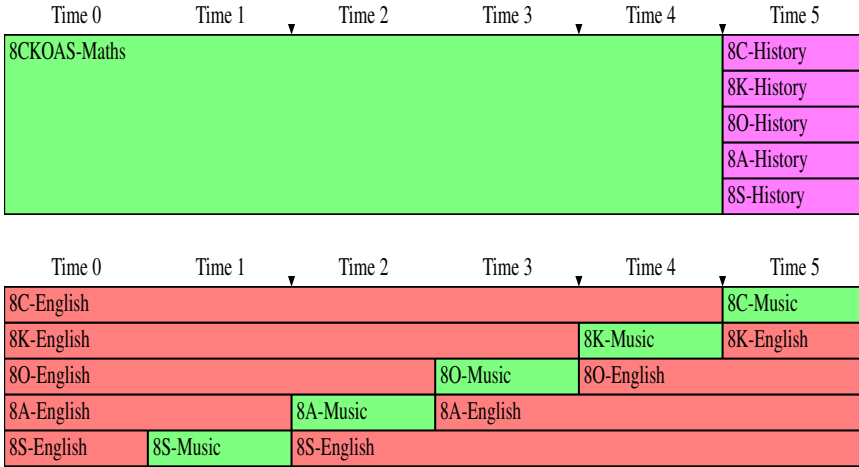 Time 0 Time 1 Time 2 Time 3 Time 4 Time 5
8CKOAS-Maths 8C-History
8K-History
8O-History
8A-History
8S-History
Time 0 Time 1 Time 2 Time 3 Time 4 Time 5
8C-English 8C-Music
8K-English 8K-Music 8K-English
8O-English 8O-Music 8O-English
8A-English 8A-Music 8A-English
8S-English 8S-Music 8S-English